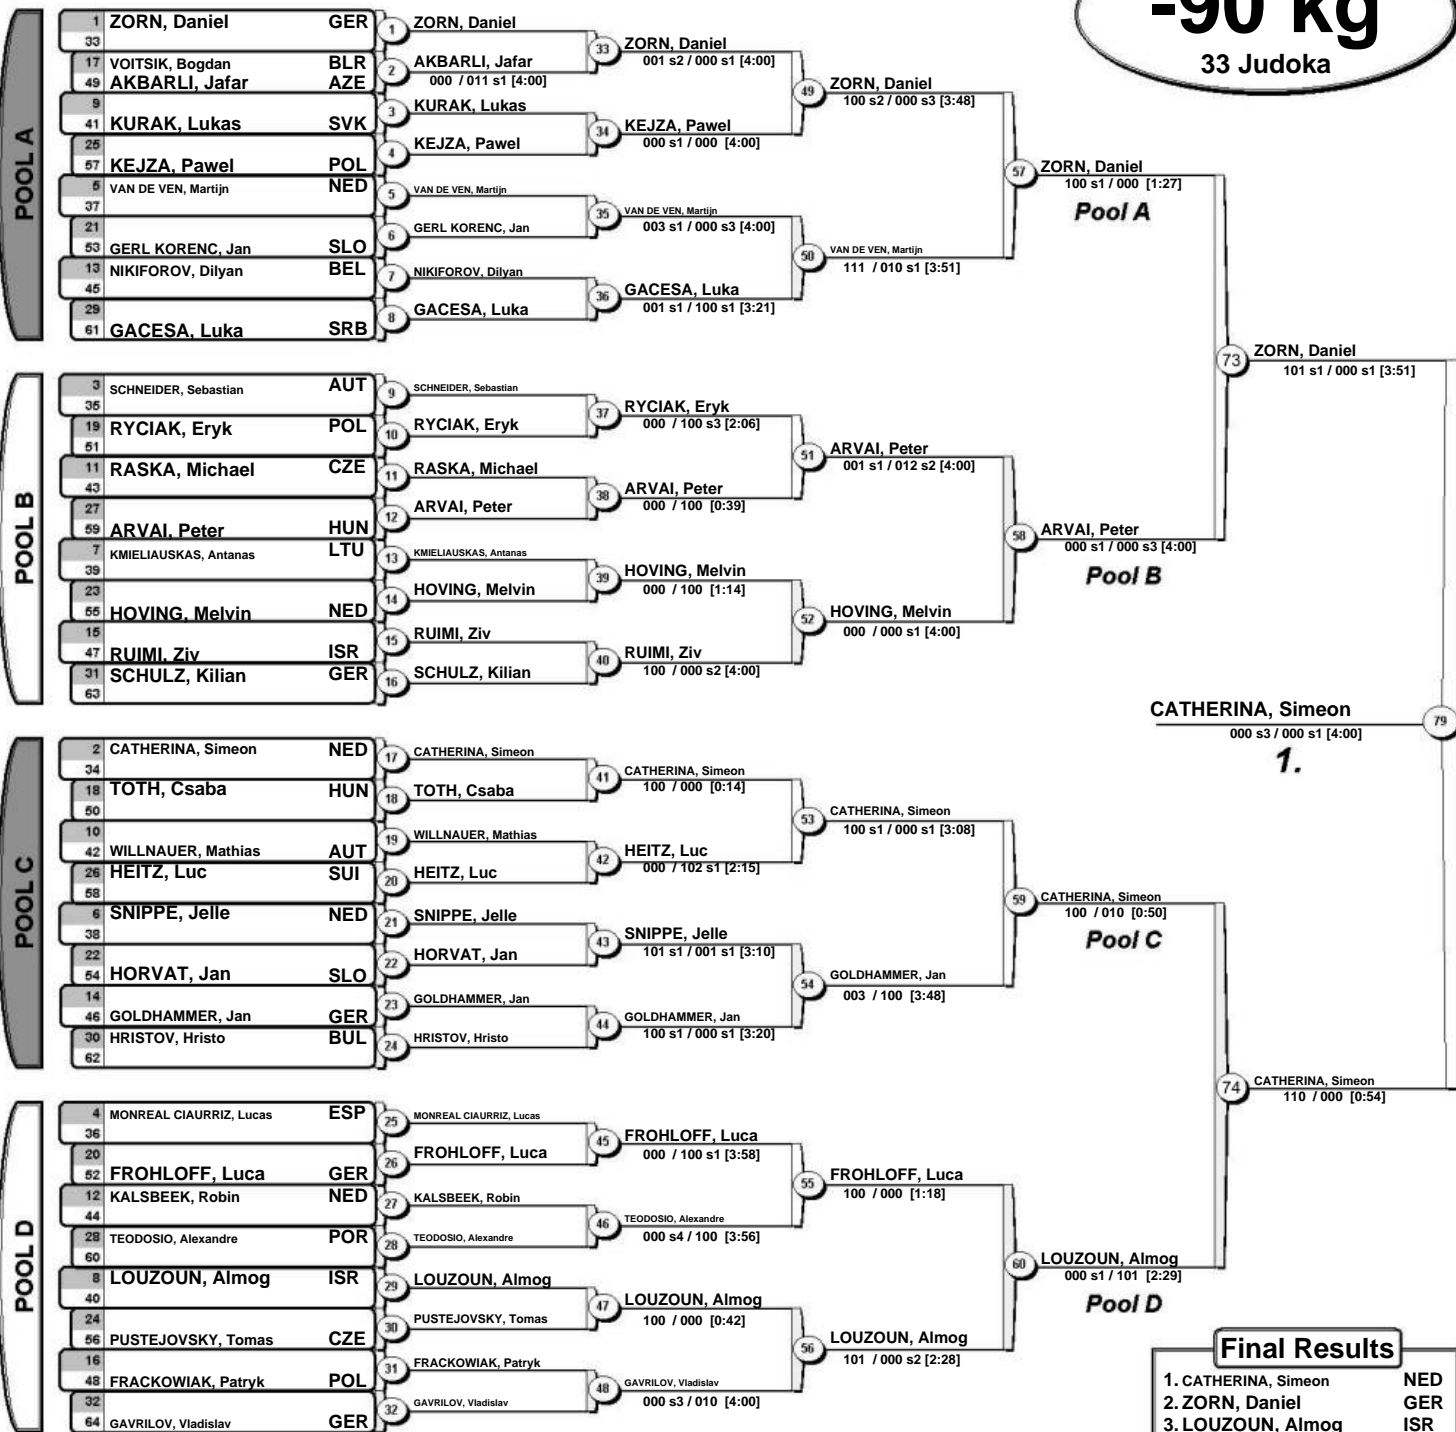 -90 kg
33 Judoka
POOL A
1 ZORN, Daniel GER
33
17 VOITSIK, Bogdan BLR
49 AKBARLI, Jafar AZE
9
41 KURAK, Lukas SVK
25
57 KEJZA, Pawel POL
5 VAN DE VEN, Martijn NED
37
21
53 GERL KORENC, Jan SLO
13 NIKIFOROV, Dilyan BEL
45
29
61 GACESA, Luka SRB
1 ZORN, Daniel
2 AKBARLI, Jafar
000 / 011 s1 [4:00]
3 KURAK, Lukas
4 KEJZA, Pawel
5 VAN DE VEN, Martijn
6 GERL KORENC, Jan
7 NIKIFOROV, Dilyan
8 GACESA, Luka
33 ZORN, Daniel
001 s2 / 000 s1 [4:00]
34 KEJZA, Pawel
000 s1 / 000 [4:00]
35 VAN DE VEN, Martijn
003 s1 / 000 s3 [4:00]
36 GACESA, Luka
001 s1 / 100 s1 [3:21]
49 ZORN, Daniel
100 s2 / 000 s3 [3:48]
50 VAN DE VEN, Martijn
111 / 010 s1 [3:51]
57 ZORN, Daniel
100 s1 / 000 [1:27]
Pool A
POOL B
3 SCHNEIDER, Sebastian AUT
35
19 RYCIAK, Eryk POL
51
11 RASKA, Michael CZE
43
27
59 ARVAI, Peter HUN
7 KMIELIAUSKAS, Antanas LTU
39
23
55 HOVING, Melvin NED
15
47 RUIMI, Ziv ISR
31 SCHULZ, Kilian GER
63
9 SCHNEIDER, Sebastian
10 RYCIAK, Eryk
11 RASKA, Michael
12 ARVAI, Peter
13 KMIELIAUSKAS, Antanas
14 HOVING, Melvin
15 RUIMI, Ziv
16 SCHULZ, Kilian
37 RYCIAK, Eryk
000 / 100 s3 [2:06]
38 ARVAI, Peter
000 / 100 [0:39]
39 HOVING, Melvin
000 / 100 [1:14]
40 RUIMI, Ziv
100 / 000 s2 [4:00]
51 ARVAI, Peter
001 s1 / 012 s2 [4:00]
52 HOVING, Melvin
000 / 000 s1 [4:00]
58 ARVAI, Peter
000 s1 / 000 s3 [4:00]
Pool B
73 ZORN, Daniel
101 s1 / 000 s1 [3:51]
CATHERINA, Simeon 79
000 s3 / 000 s1 [4:00]
1.
POOL C
2 CATHERINA, Simeon NED
34
18 TOTH, Csaba HUN
50
10
42 WILLNAUER, Mathias AUT
26 HEITZ, Luc SUI
58
6 SNIPPE, Jelle NED
38
22
54 HORVAT, Jan SLO
14
46 GOLDHAMMER, Jan GER
30 HRISTOV, Hristo BUL
62
17 CATHERINA, Simeon
18 TOTH, Csaba
19 WILLNAUER, Mathias
20 HEITZ, Luc
21 SNIPPE, Jelle
22 HORVAT, Jan
23 GOLDHAMMER, Jan
24 HRISTOV, Hristo
41 CATHERINA, Simeon
100 / 000 [0:14]
42 HEITZ, Luc
000 / 102 s1 [2:15]
43 SNIPPE, Jelle
101 s1 / 001 s1 [3:10]
44 GOLDHAMMER, Jan
100 s1 / 000 s1 [3:20]
53 CATHERINA, Simeon
100 s1 / 000 s1 [3:08]
54 GOLDHAMMER, Jan
003 / 100 [3:48]
59 CATHERINA, Simeon
100 / 010 [0:50]
Pool C
POOL D
4 MONREAL CIAURRIZ, Lucas ESP
36
20
52 FROHLOFF, Luca GER
12 KALSBEEK, Robin NED
44
28 TEODOSIO, Alexandre POR
60
8 LOUZOUN, Almog ISR
40
24
56 PUSTEJOVSKY, Tomas CZE
16
48 FRACKOWIAK, Patryk POL
32
64 GAVRILOV, Vladislav GER
25 MONREAL CIAURRIZ, Lucas
26 FROHLOFF, Luca
27 KALSBEEK, Robin
28 TEODOSIO, Alexandre
29 LOUZOUN, Almog
30 PUSTEJOVSKY, Tomas
31 FRACKOWIAK, Patryk
32 GAVRILOV, Vladislav
45 FROHLOFF, Luca
000 / 100 s1 [3:58]
46 TEODOSIO, Alexandre
000 s4 / 100 [3:56]
47 LOUZOUN, Almog
100 / 000 [0:42]
48 GAVRILOV, Vladislav
000 s3 / 010 [4:00]
55 FROHLOFF, Luca
100 / 000 [1:18]
56 LOUZOUN, Almog
101 / 000 s2 [2:28]
60 LOUZOUN, Almog
000 s1 / 101 [2:29]
Pool D
74 CATHERINA, Simeon
110 / 000 [0:54]
Final Results
1. CATHERINA, Simeon NED
2. ZORN, Daniel GER
3. LOUZOUN, Almog ISR